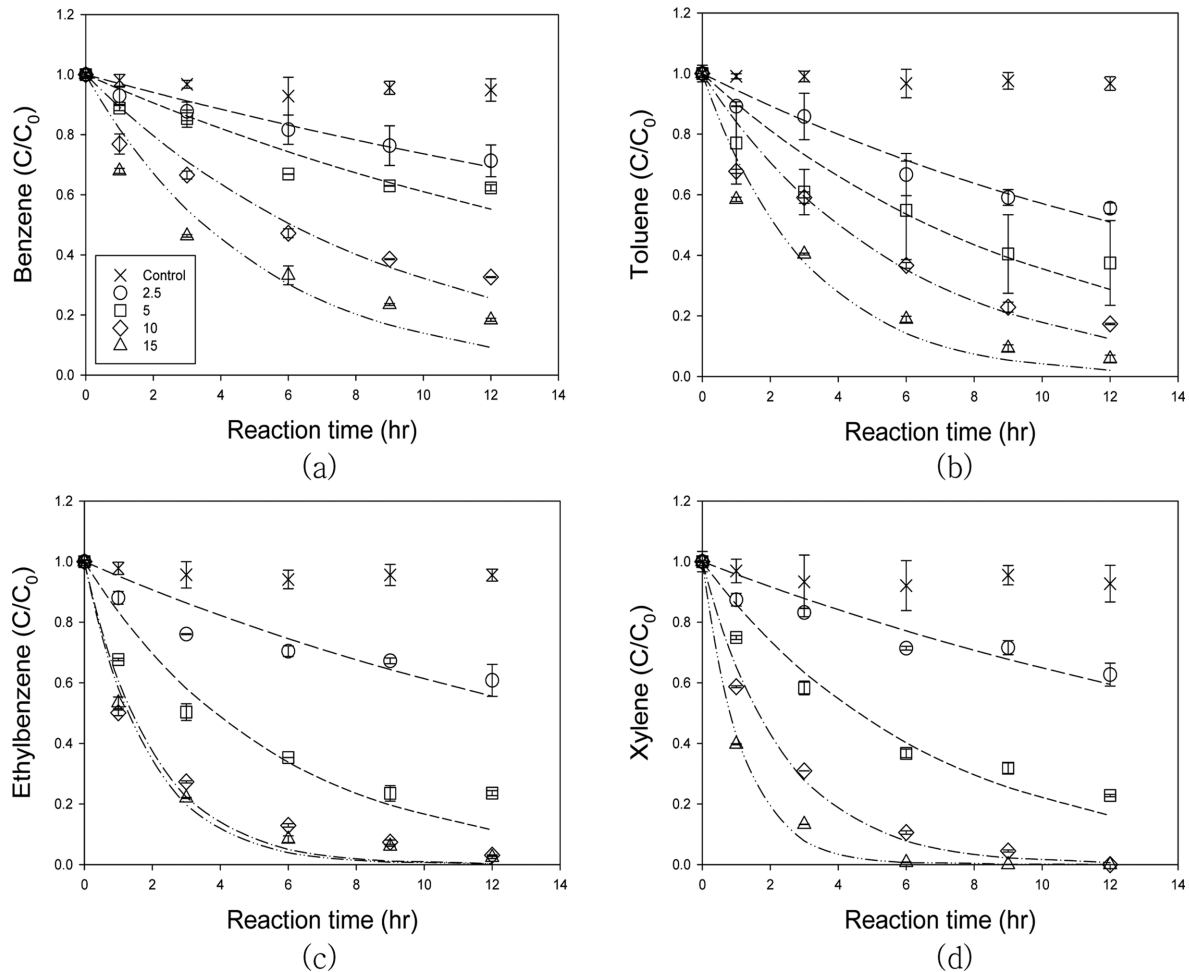 1.2
1.0
0.8
0.6
0.4
0.2
0.0
Benzene (C/C0)
Control
2.5
5
10
15
0 2 4 6 8 10 12 14
Reaction time (hr)
(a)
1.2
1.0
0.8
0.6
0.4
0.2
0.0
Toluene (C/C0)
0 2 4 6 8 10 12 14
Reaction time (hr)
(b)
1.2
1.0
0.8
0.6
0.4
0.2
0.0
Ethylbenzene (C/C0)
0 2 4 6 8 10 12 14
Reaction time (hr)
(c)
1.2
1.0
0.8
0.6
0.4
0.2
0.0
Xylene (C/C0)
0 2 4 6 8 10 12 14
Reaction time (hr)
(d)